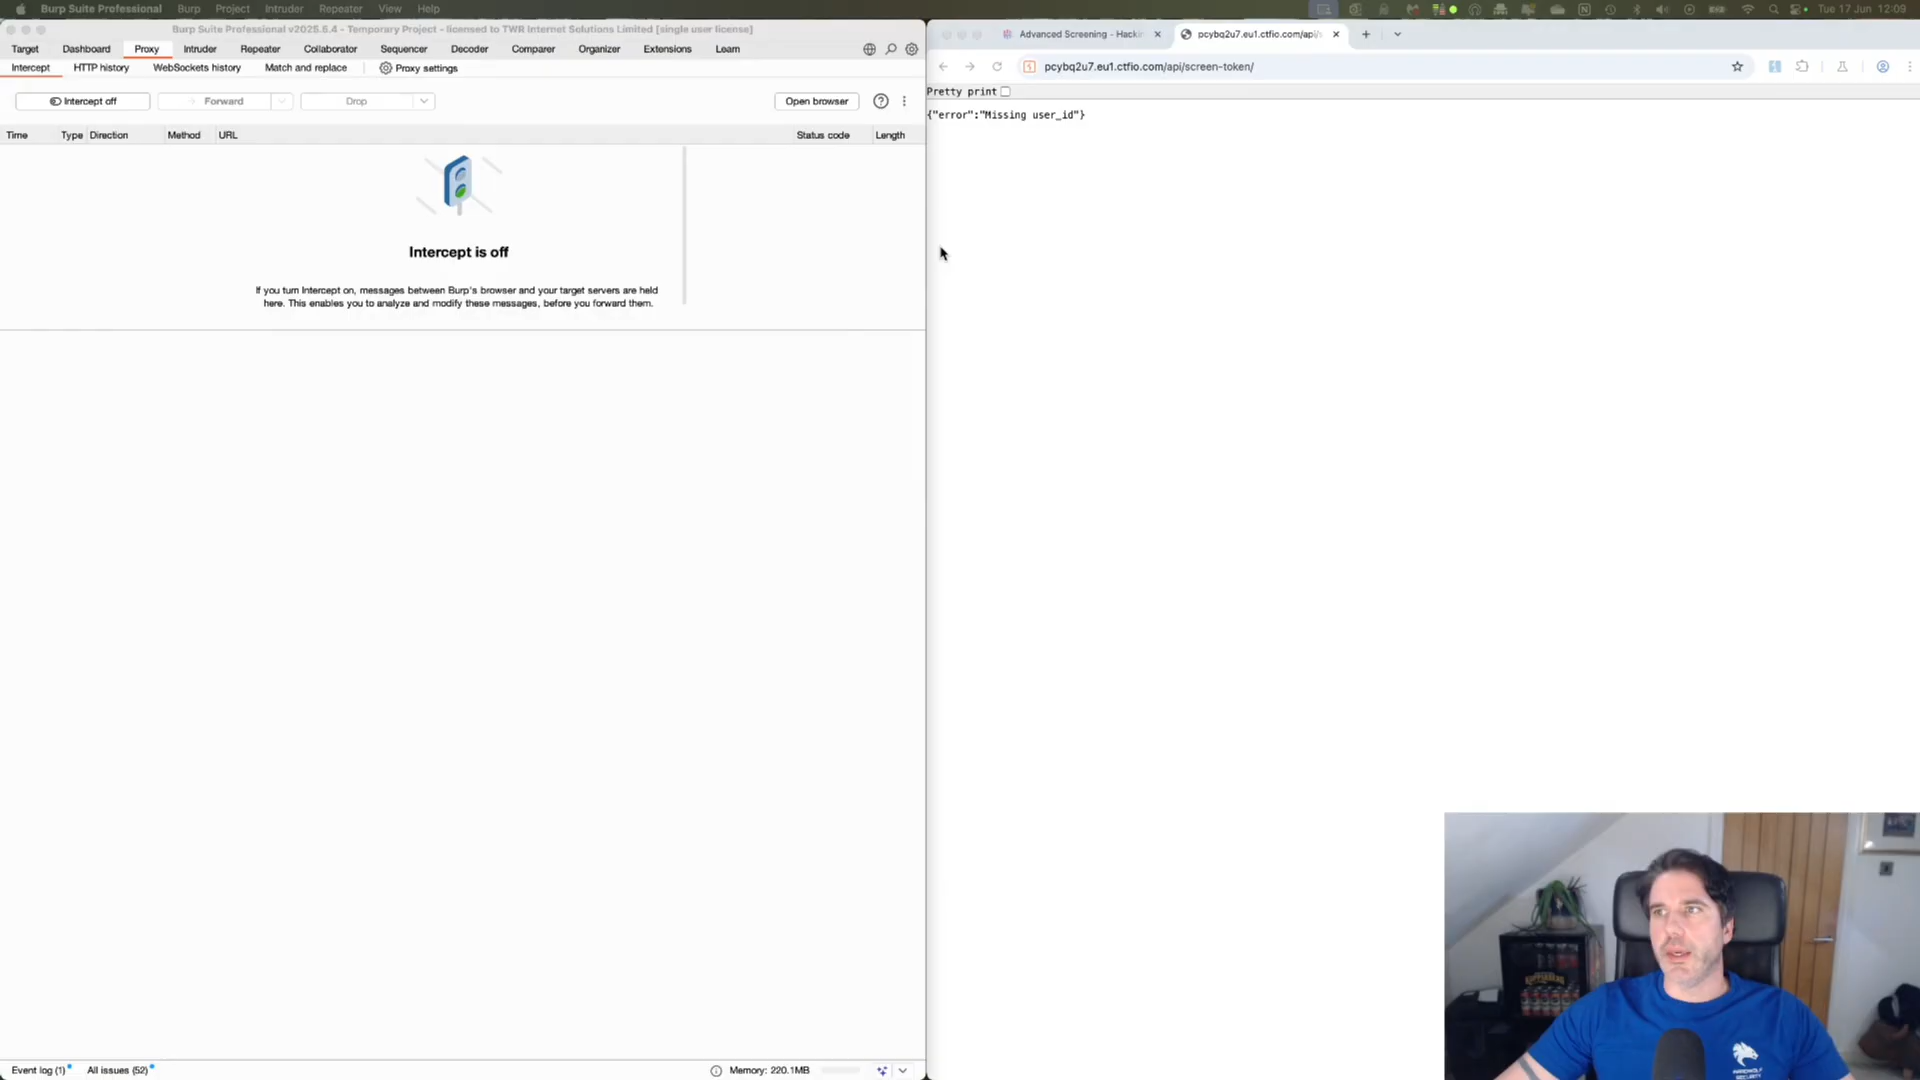 Burp Suite Professional Burp Project Intruder Repeater View Help Tue 17 Jun 12:09
Burp Suite Professional v2025.5.4 - Temporary Project - licensed to TWR Internet Solutions Limited [single user license]
Target Dashboard Proxy Intruder Repeater Collaborator Sequencer Decoder Comparer Organizer Extensions Learn
Intercept HTTP history WebSockets history Match and replace Proxy settings
Intercept off Forward Drop Open browser
Time Type Direction Method URL Status code Length
Intercept is off
If you turn Intercept on, messages between Burp's browser and your target servers are held
here. This enables you to analyze and modify these messages, before you forward them.
Event log (1) All issues (52) Memory: 220.1MB
Advanced Screening - Hackin pcybq2u7.eu1.ctfio.com/api/s
pcybq2u7.eu1.ctfio.com/api/screen-token/
Pretty print
{"error":"Missing user_id"}